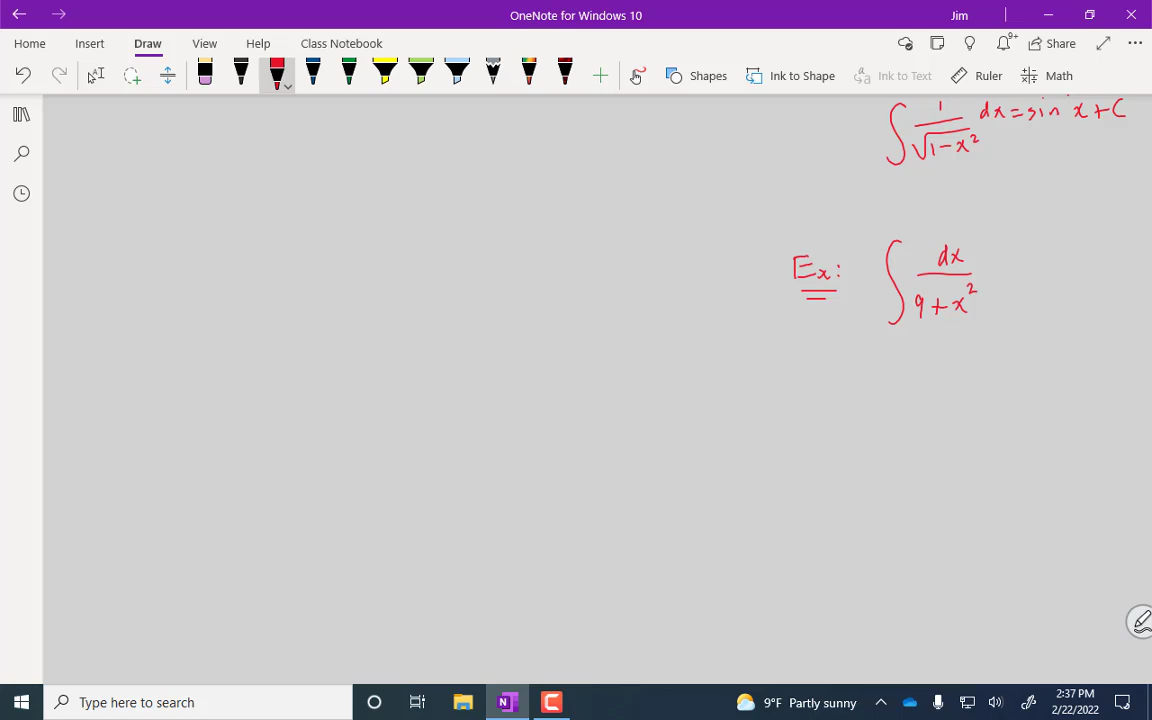 OneNote for Windows 10
Jim
Home Insert Draw View Help Class Notebook
9+ Share
Shapes Ink to Shape Ink to Text Ruler Math
∫ 1/√(1-x²) dx = sin x + C
Ex: ∫ dx/(9+x²)
Type here to search
9°F Partly sunny
2:37 PM
2/22/2022